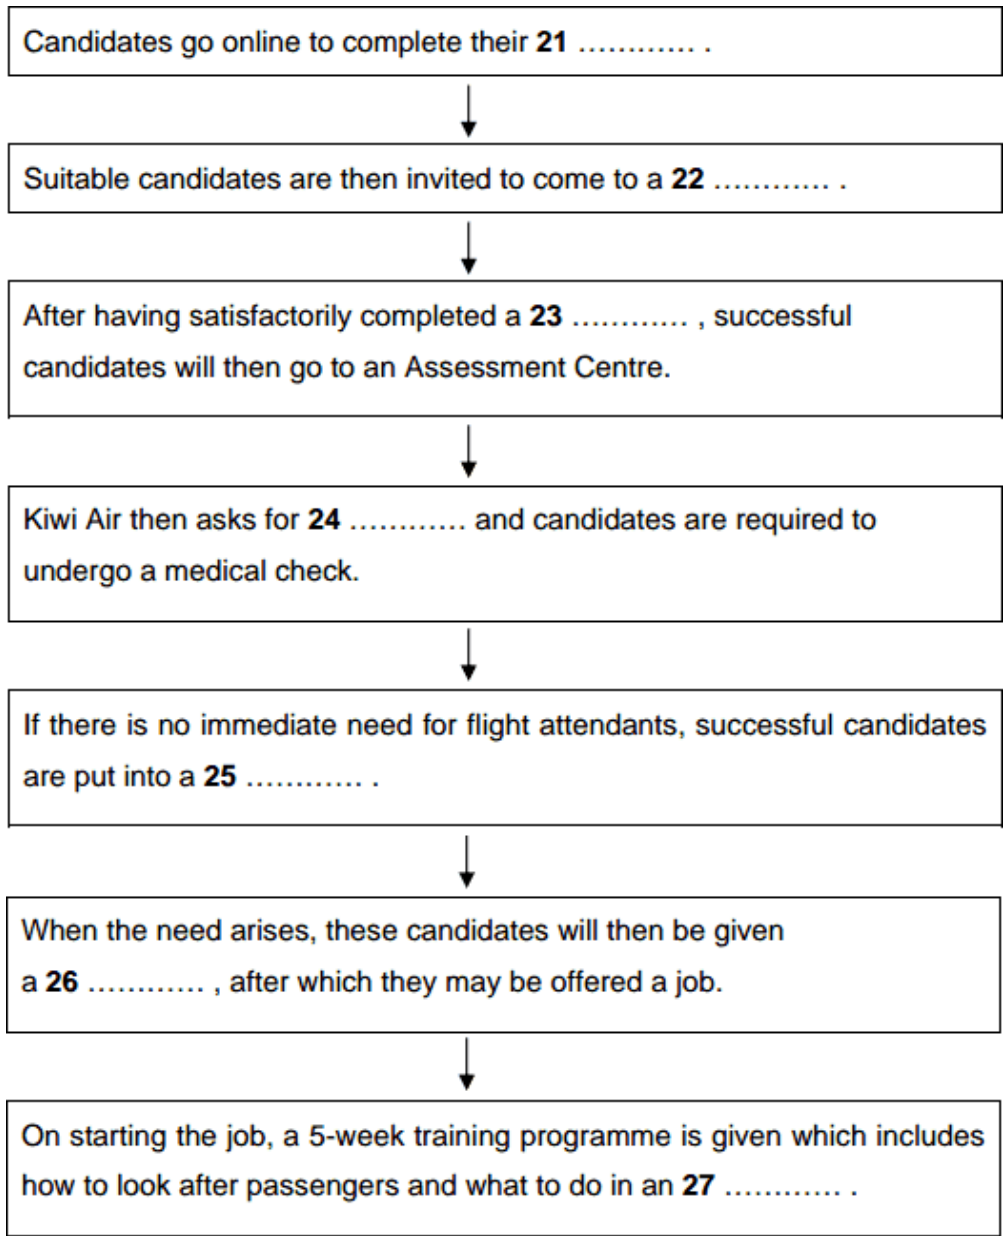 Candidates go online to complete their 21 ………… .
Suitable candidates are then invited to come to a 22 ………… .
After having satisfactorily completed a 23 ………… , successful
candidates will then go to an Assessment Centre.
Kiwi Air then asks for 24 ………… and candidates are required to
undergo a medical check.
If there is no immediate need for flight attendants, successful candidates
are put into a 25 ………… .
When the need arises, these candidates will then be given
a 26 ………… , after which they may be offered a job.
On starting the job, a 5-week training programme is given which includes
how to look after passengers and what to do in an 27 ………… .